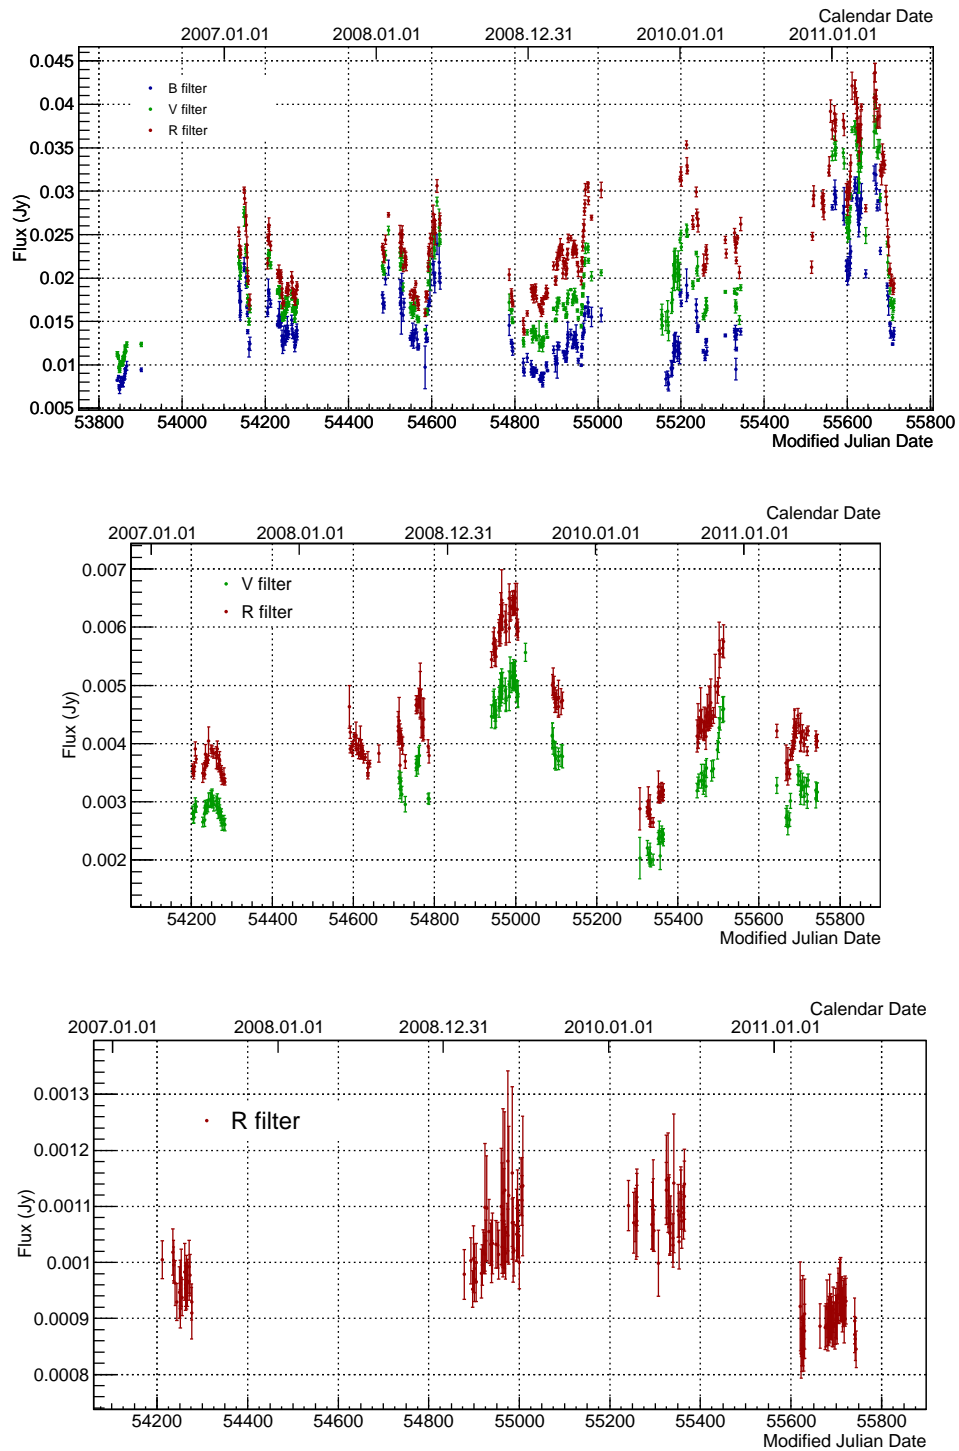 Calendar Date
2007.01.01 2008.01.01 2008.12.31 2010.01.01 2011.01.01
0.045
0.04
0.035
0.03
0.025
0.02
0.015
0.01
0.005
Flux (Jy)
B filter
V filter
R filter
53800 54000 54200 54400 54600 54800 55000 55200 55400 55600 55800
Modified Julian Date
Calendar Date
2007.01.01 2008.01.01 2008.12.31 2010.01.01 2011.01.01
0.007
0.006
0.005
0.004
0.003
0.002
Flux (Jy)
V filter
R filter
54200 54400 54600 54800 55000 55200 55400 55600 55800
Modified Julian Date
Calendar Date
2007.01.01 2008.01.01 2008.12.31 2010.01.01 2011.01.01
0.0013
0.0012
0.0011
0.001
0.0009
0.0008
Flux (Jy)
R filter
54200 54400 54600 54800 55000 55200 55400 55600 55800
Modified Julian Date